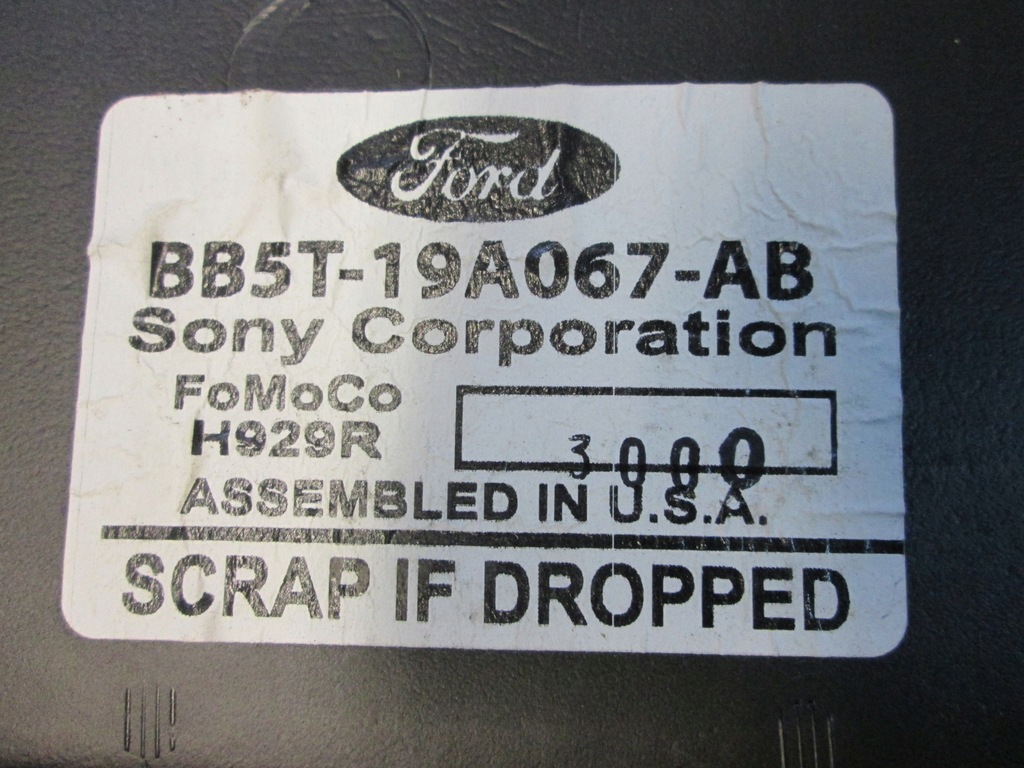 Ford
BB5T-19A067-AB
Sony Corporation
FoMoCo
H929R
3000
ASSEMBLED IN U.S.A.
SCRAP IF DROPPED